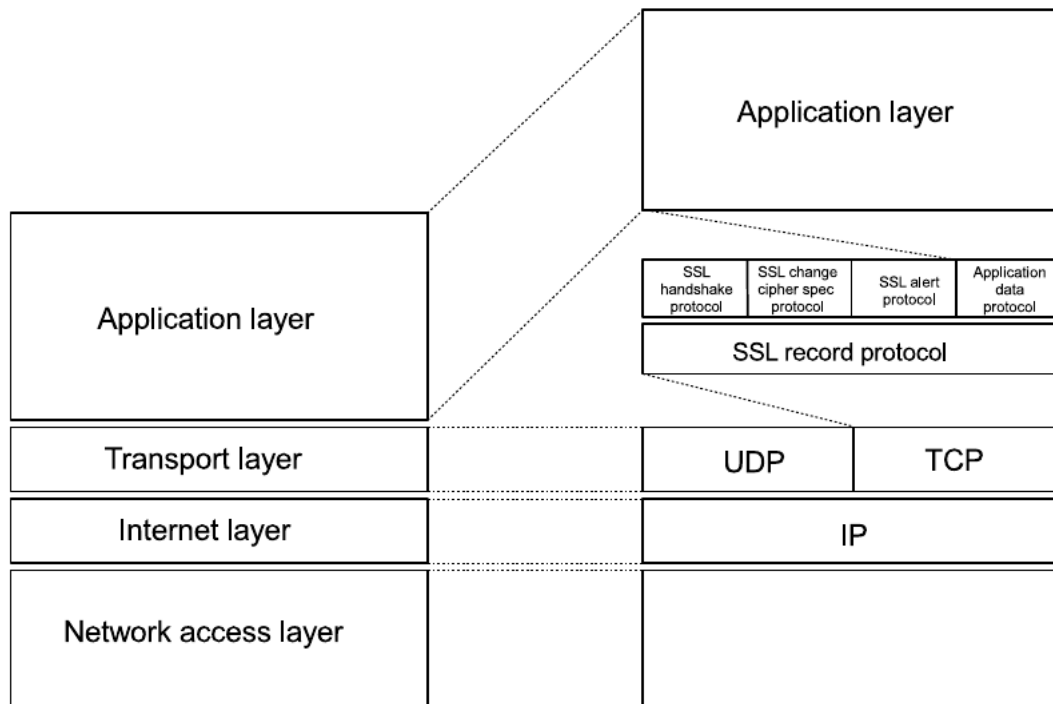 Application layer
SSL
handshake
protocol
SSL change
cipher spec
protocol
SSL alert
protocol
Application
data
protocol
SSL record protocol
Application layer
Transport layer
UDP
TCP
Internet layer
IP
Network access layer